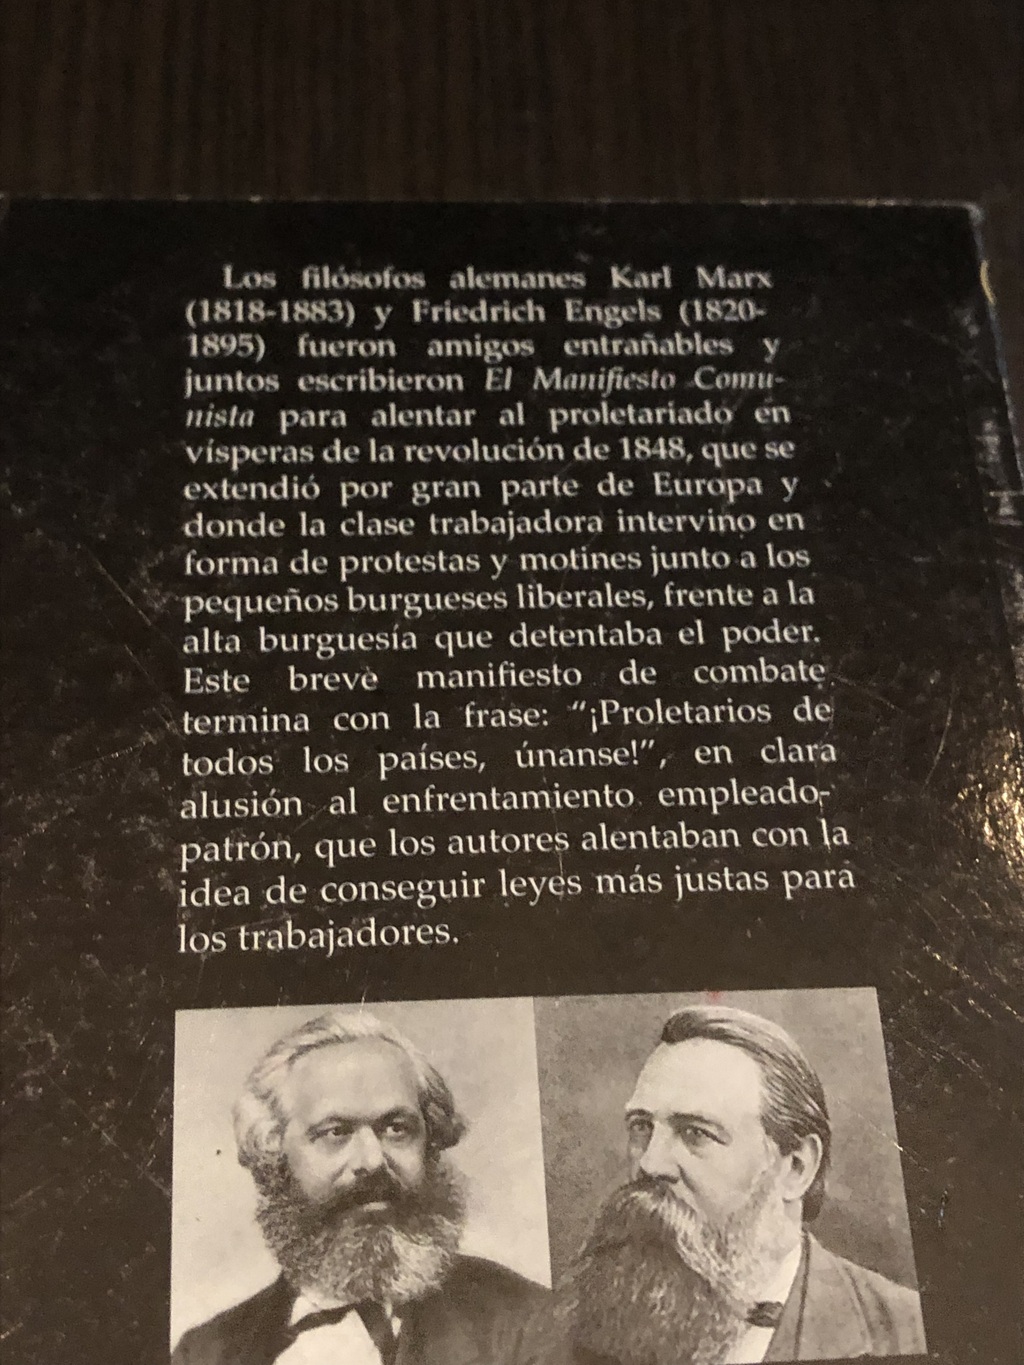 Los filósofos alemanes Karl Marx
(1818-1883) y Friedrich Engels (1820-
1895) fueron amigos entrañables y
juntos escribieron El Manifiesto Comu-
nista para alentar al proletariado en
vísperas de la revolución de 1848, que se
extendió por gran parte de Europa y
donde la clase trabajadora intervino en
forma de protestas y motines junto a los
pequeños burgueses liberales, frente a la
alta burguesía que detentaba el poder.
Este breve manifiesto de combate
termina con la frase: “¡Proletarios de
todos los países, únanse!”, en clara
alusión al enfrentamiento empleado-
patrón, que los autores alentaban con la
idea de conseguir leyes más justas para
los trabajadores.